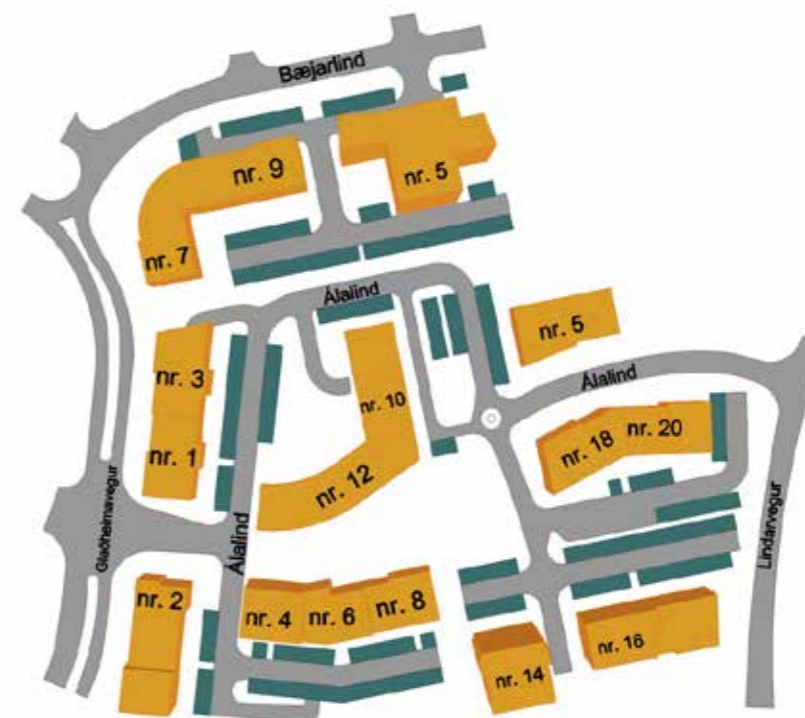 Bæjarlind
nr. 9
nr. 5
nr. 7
Álalind
nr. 5
nr. 3
Álalind
nr. 10
nr. 18
nr. 20
nr. 1
nr. 12
Glaðheimavegur
Álalind
Lindarvegur
nr. 2
nr. 4
nr. 6
nr. 8
nr. 14
nr. 16